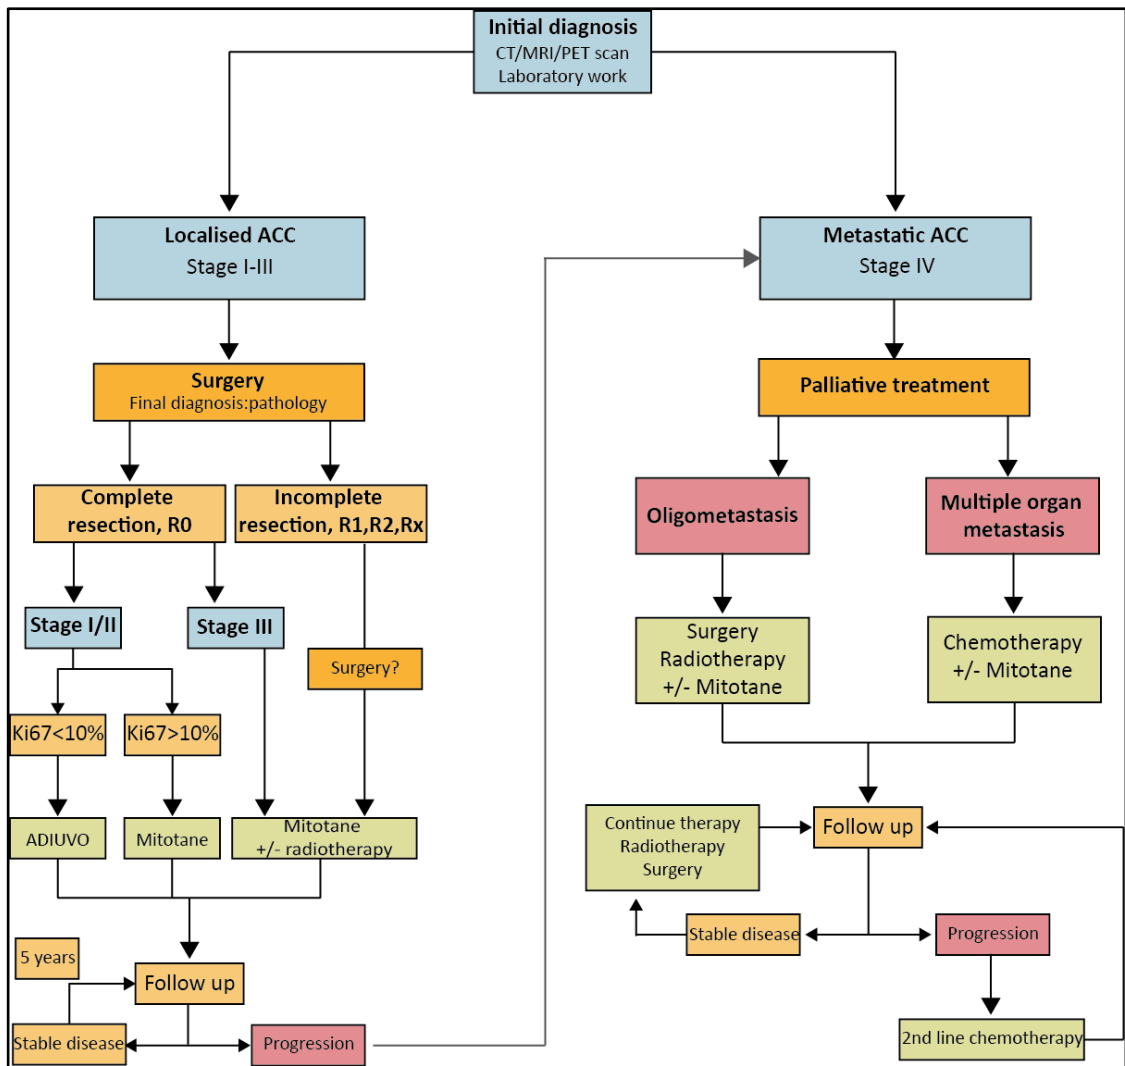 Initial diagnosis
CT/MRI/PET scan
Laboratory work
Localised ACC
Stage I-III
Metastatic ACC
Stage IV
Surgery
Final diagnosis:pathology
Palliative treatment
Complete
resection, R0
Incomplete
resection, R1,R2,Rx
Oligometastasis
Multiple organ
metastasis
Stage I/II
Stage III
Surgery?
Surgery
Radiotherapy
+/- Mitotane
Chemotherapy
+/- Mitotane
Ki67<10%
Ki67>10%
ADIUVO
Mitotane
Mitotane
+/- radiotherapy
Continue therapy
Radiotherapy
Surgery
Follow up
Stable disease
Progression
5 years
Follow up
Stable disease
Progression
2nd line chemotherapy